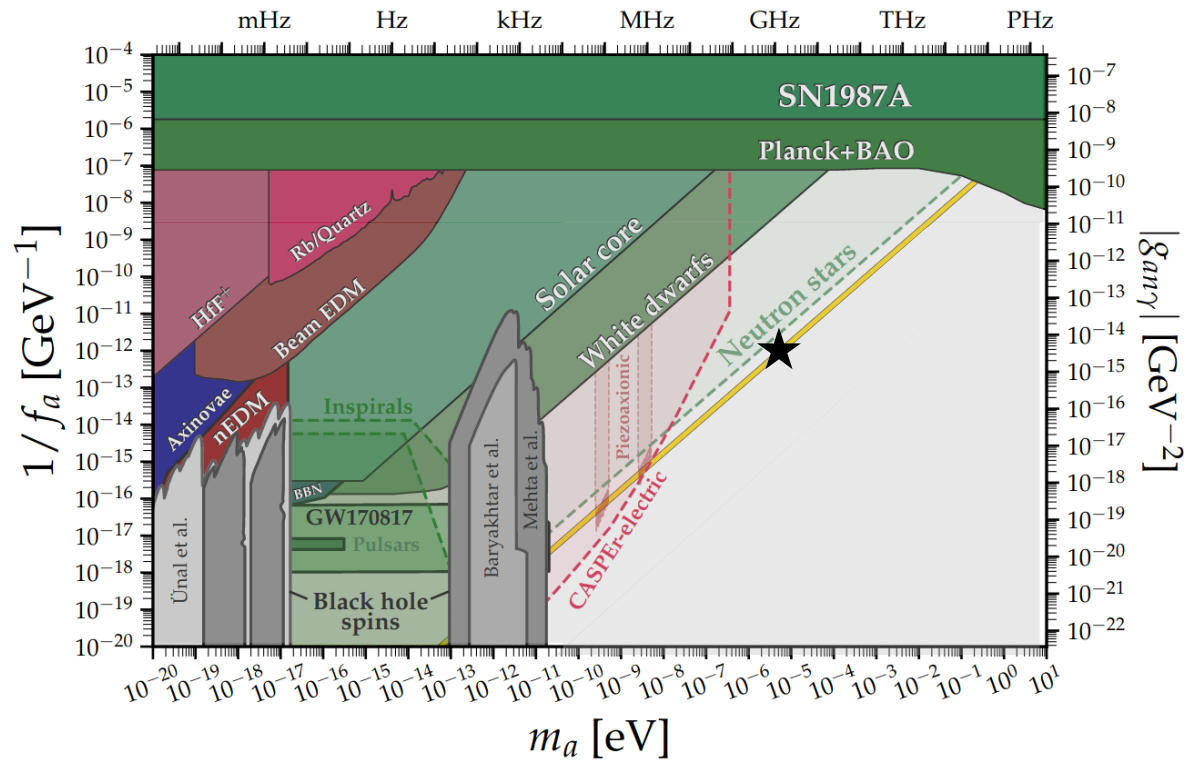 mHz Hz kHz MHz GHz THz PHz
10⁻⁴
10⁻⁵
10⁻⁶
10⁻⁷
10⁻⁸
10⁻⁹
10⁻¹⁰
10⁻¹¹
10⁻¹²
10⁻¹³
10⁻¹⁴
10⁻¹⁵
10⁻¹⁶
10⁻¹⁷
10⁻¹⁸
10⁻¹⁹
10⁻²⁰
1/fₐ [GeV⁻¹]
SN1987A
Planck+BAO
Rb/Quartz
HfF⁺
Beam EDM
Solar core
White dwarfs
Neutron stars
Axinovae
nEDM
Inspirals
Piezoaxionic
CASPEr-electric
BBN
GW170817
Pulsars
Black hole
spins
Ünal et al.
Baryakhtar et al.
Mehta et al.
10⁻⁷
10⁻⁸
10⁻⁹
10⁻¹⁰
10⁻¹¹
10⁻¹²
10⁻¹³
10⁻¹⁴
10⁻¹⁵
10⁻¹⁶
10⁻¹⁷
10⁻¹⁸
10⁻¹⁹
10⁻²⁰
10⁻²¹
10⁻²²
|gₐₙᵧ| [GeV⁻²]
10⁻²⁰ 10⁻¹⁹ 10⁻¹⁸ 10⁻¹⁷ 10⁻¹⁶ 10⁻¹⁵ 10⁻¹⁴ 10⁻¹³ 10⁻¹² 10⁻¹¹ 10⁻¹⁰ 10⁻⁹ 10⁻⁸ 10⁻⁷ 10⁻⁶ 10⁻⁵ 10⁻⁴ 10⁻³ 10⁻² 10⁻¹ 10⁰ 10¹
mₐ [eV]